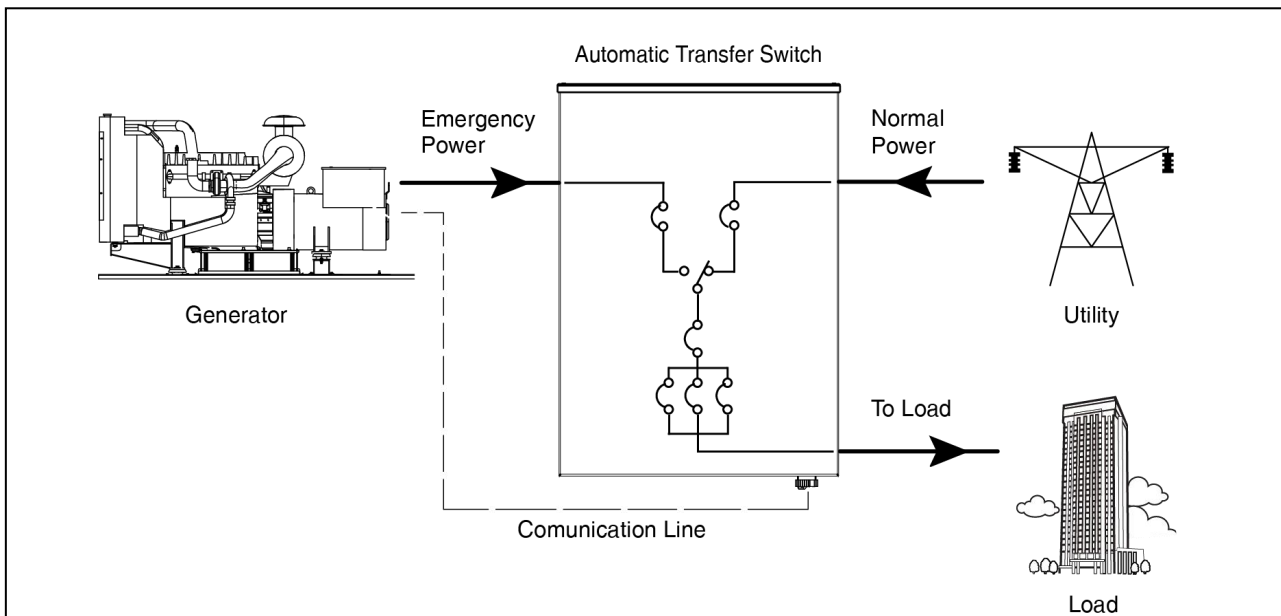 Automatic Transfer Switch
Emergency
Power
Normal
Power
Generator
Utility
To Load
Comunication Line
Load